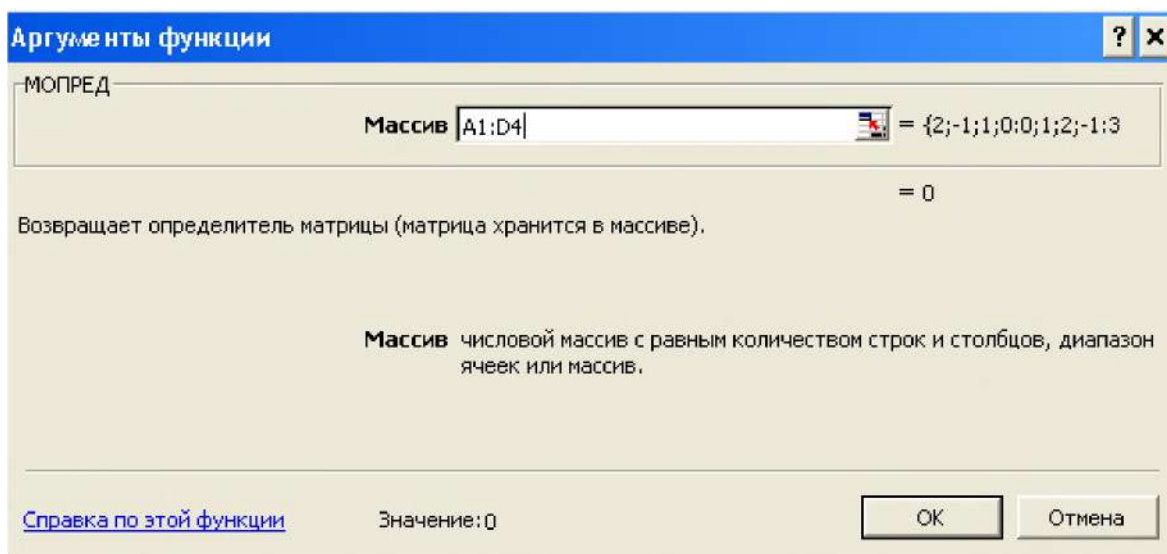 Аргументы функции
? ×
МОПРЕД
Массив A1:D4 = {2;-1;1;0:0;1;2;-1:3
= 0
Возвращает определитель матрицы (матрица хранится в массиве).
Массив числовой массив с равным количеством строк и столбцов, диапазон
ячеек или массив.
Справка по этой функции Значение:0 ОК Отмена